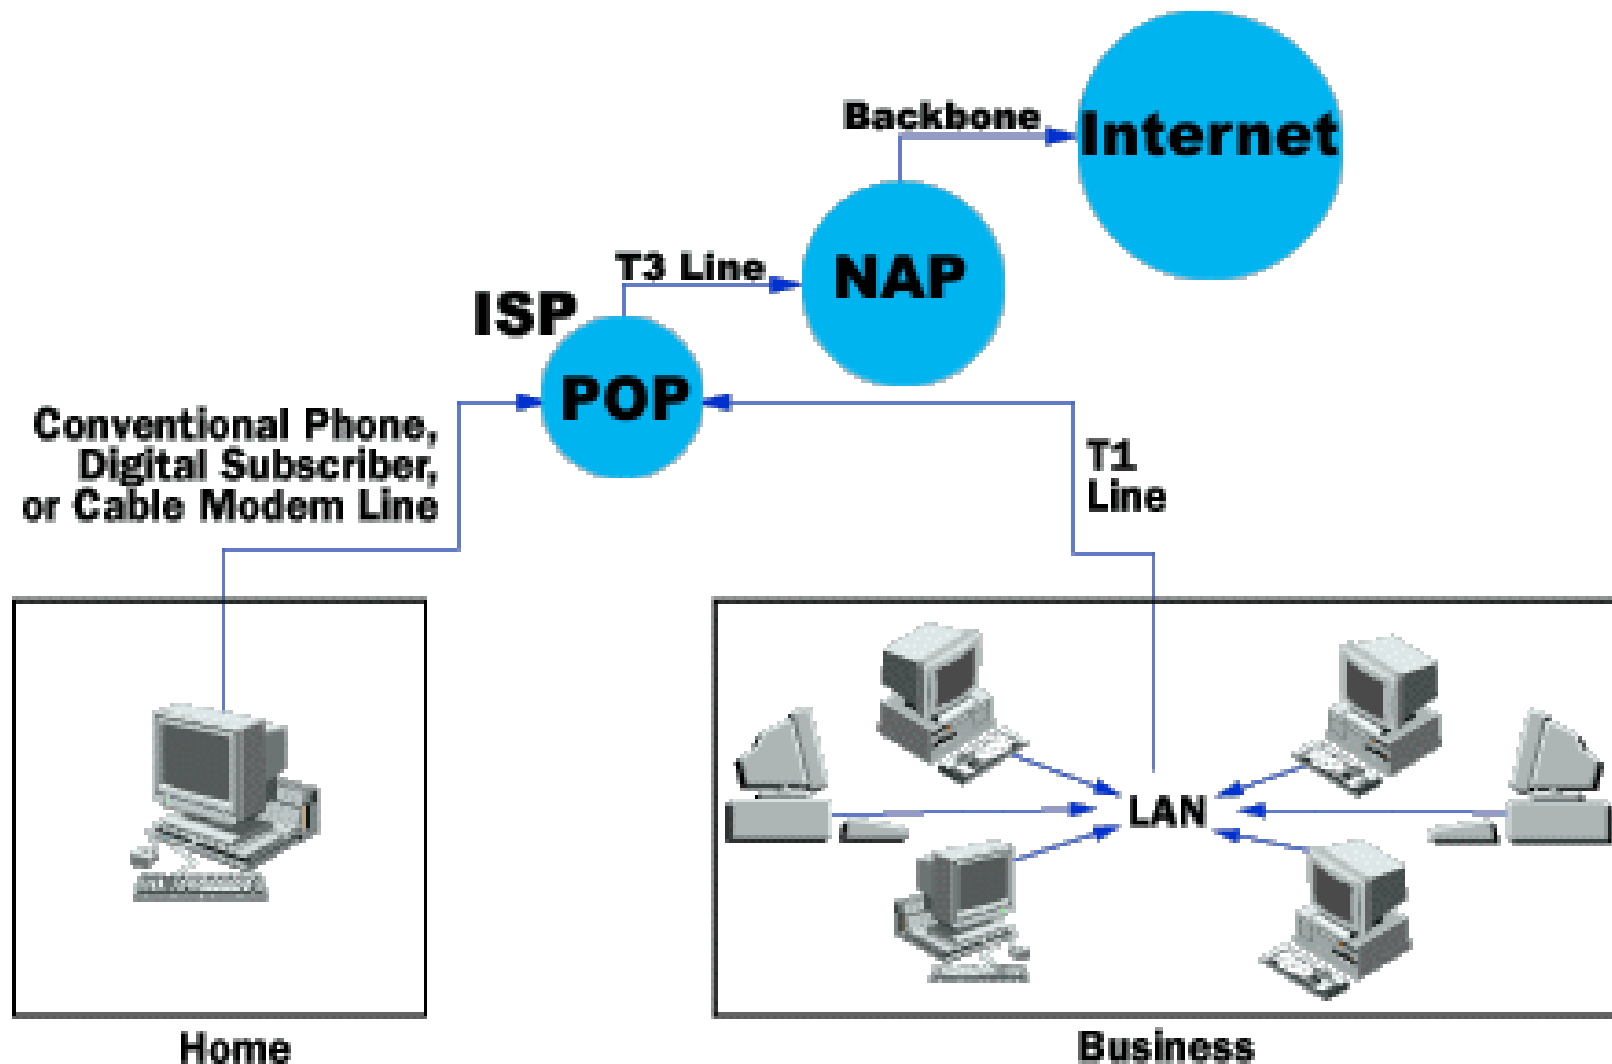 Backbone
Internet
T3 Line
NAP
ISP
POP
Conventional Phone,
Digital Subscriber,
or Cable Modem Line
T1
Line
LAN
Home
Business